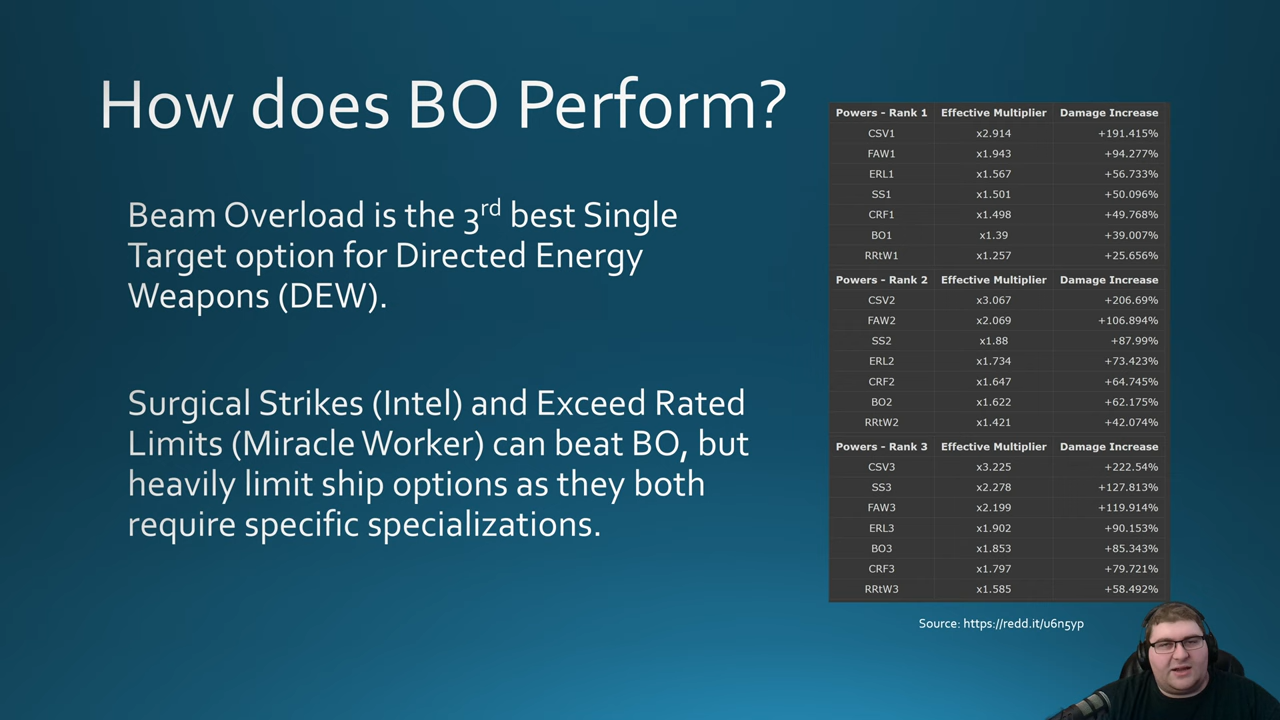 How does BO Perform?
Beam Overload is the 3rd best Single
Target option for Directed Energy
Weapons (DEW).
Surgical Strikes (Intel) and Exceed Rated
Limits (Miracle Worker) can beat BO, but
heavily limit ship options as they both
require specific specializations.
Powers - Rank 1 Effective Multiplier Damage Increase
CSV1 x2.914 +191.415%
FAW1 x1.943 +94.277%
ERL1 x1.567 +56.733%
SS1 x1.501 +50.096%
CRF1 x1.498 +49.768%
BO1 x1.39 +39.007%
RRtW1 x1.257 +25.656%
Powers - Rank 2 Effective Multiplier Damage Increase
CSV2 x3.067 +206.69%
FAW2 x2.069 +106.894%
SS2 x1.88 +87.99%
ERL2 x1.734 +73.423%
CRF2 x1.647 +64.745%
BO2 x1.622 +62.175%
RRtW2 x1.421 +42.074%
Powers - Rank 3 Effective Multiplier Damage Increase
CSV3 x3.225 +222.54%
SS3 x2.278 +127.813%
FAW3 x2.199 +119.914%
ERL3 x1.902 +90.153%
BO3 x1.853 +85.343%
CRF3 x1.797 +79.721%
RRtW3 x1.585 +58.492%
Source: https://redd.it/u6n5yp